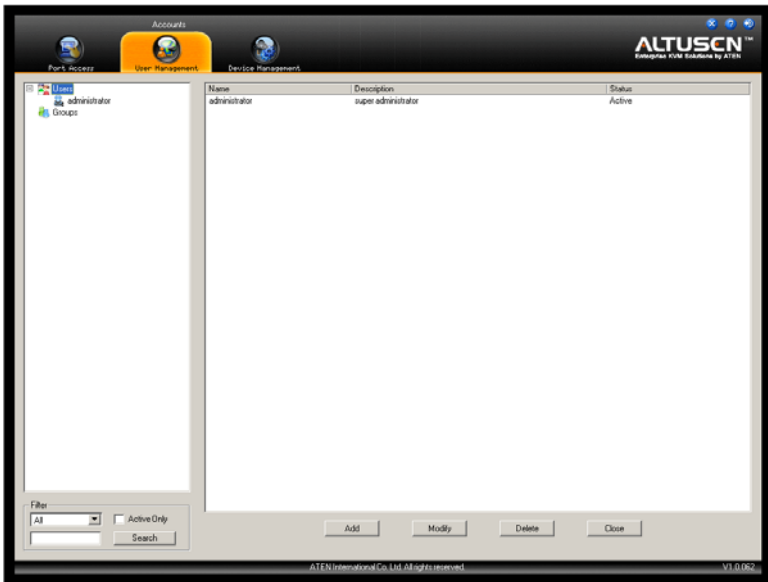 Accounts
ALTUSEN™
Enterprise KVM Solutions by ATEN
Port Access
User Management
Device Management
Users
administrator
Groups
Name Description Status
administrator super administrator Active
Filter
All
Active Only
Search
Add Modify Delete Close
ATEN International Co. Ltd. All rights reserved.
V1.0.062